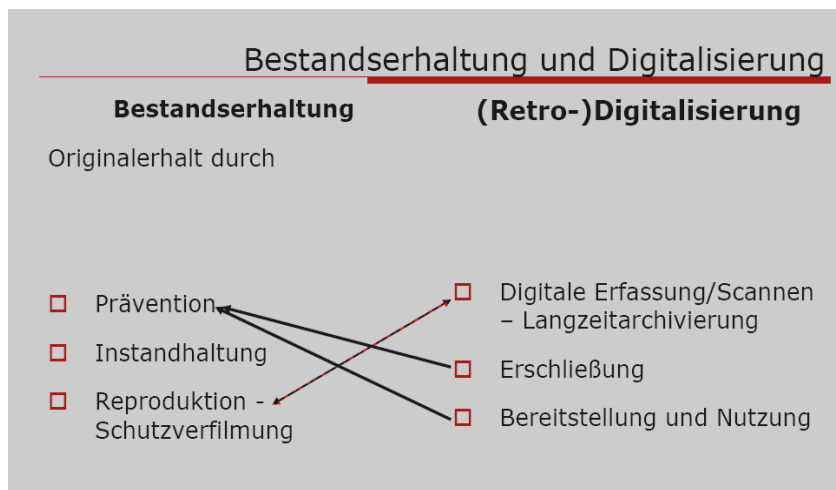 Bestandserhaltung und Digitalisierung
Bestandserhaltung
Originalerhalt durch
Prävention
Instandhaltung
Reproduktion -
Schutzverfilmung
(Retro-)Digitalisierung
Digitale Erfassung/Scannen
– Langzeitarchivierung
Erschließung
Bereitstellung und Nutzung